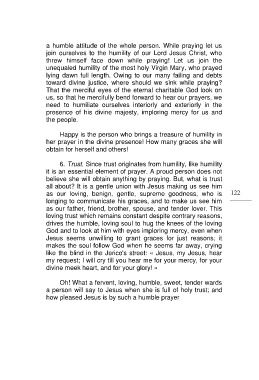 a humble attitude of the whole person. While praying let us
join ourselves to the humility of our Lord Jesus Christ, who
threw himself face down while praying! Let us join the
unequaled humility of the most holy Virgin Mary, who prayed
lying down full length. Owing to our many failing and debts
toward divine justice, where should we sink while praying?
That the merciful eyes of the eternal charitable God look on
us, so that he mercifully bend forward to hear our prayers, we
need to humiliate ourselves interiorly and exteriorly in the
presence of his divine majesty, imploring mercy for us and
the people.
Happy is the person who brings a treasure of humility in
her prayer in the divine presence! How many graces she will
obtain for herself and others!
6. Trust. Since trust originates from humility, like humility
it is an essential element of prayer. A proud person does not
believe she will obtain anything by praying. But, what is trust
all about? It is a gentle union with Jesus making us see him
as our loving, benign, gentle, supreme goodness, who is
longing to communicate his graces, and to make us see him
as our father, friend, brother, spouse, and tender lover. This
loving trust which remains constant despite contrary reasons,
drives the humble, loving soul to hug the knees of the loving
God and to look at him with eyes imploring mercy, even when
Jesus seems unwilling to grant graces for just reasons; it
makes the soul follow God when he seems far away, crying
like the blind in the Jerico's street: « Jesus, my Jesus, hear
my request; I will cry till you hear me for your mercy, for your
divine meek heart, and for your glory! »
Oh! What a fervent, loving, humble, sweet, tender wards
a person will say to Jesus when she is full of holy trust; and
how pleased Jesus is by such a humble prayer
122